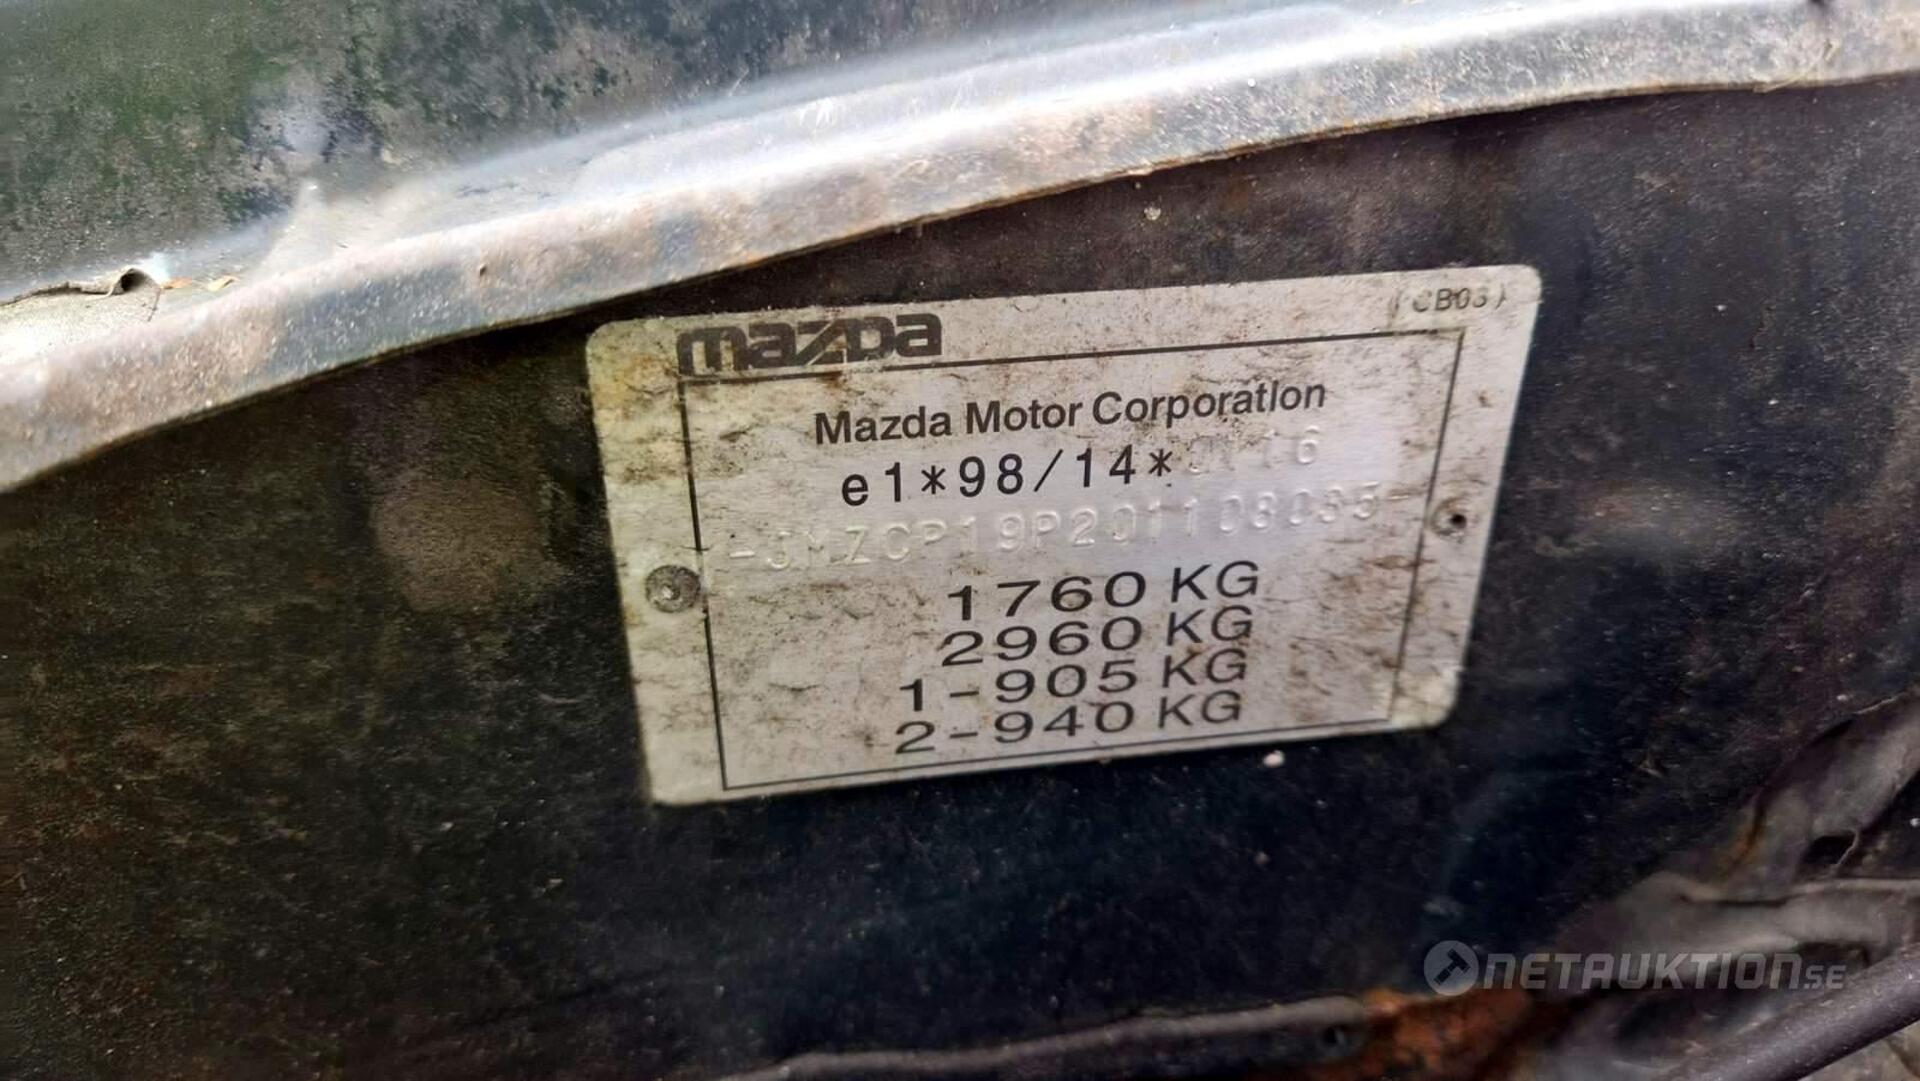 (CB03)
mazda
Mazda Motor Corporation
e1*98/14*
-JMZCP19P201108035-
1760 KG
2960 KG
1-905 KG
2-940 KG
NETAUKTION.SE